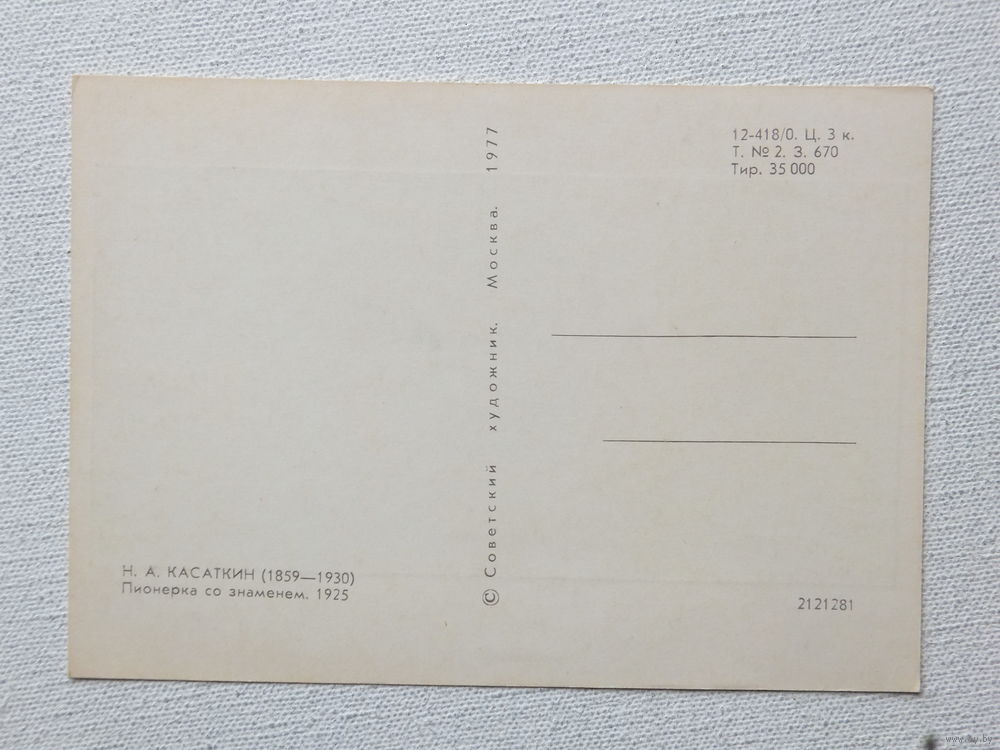 12-418/0. Ц. 3 к.
Т. № 2. З. 670
Тир. 35 000
© Советский художник. Москва. 1977
Н. А. КАСАТКИН (1859—1930)
Пионерка со знаменем. 1925
2121281